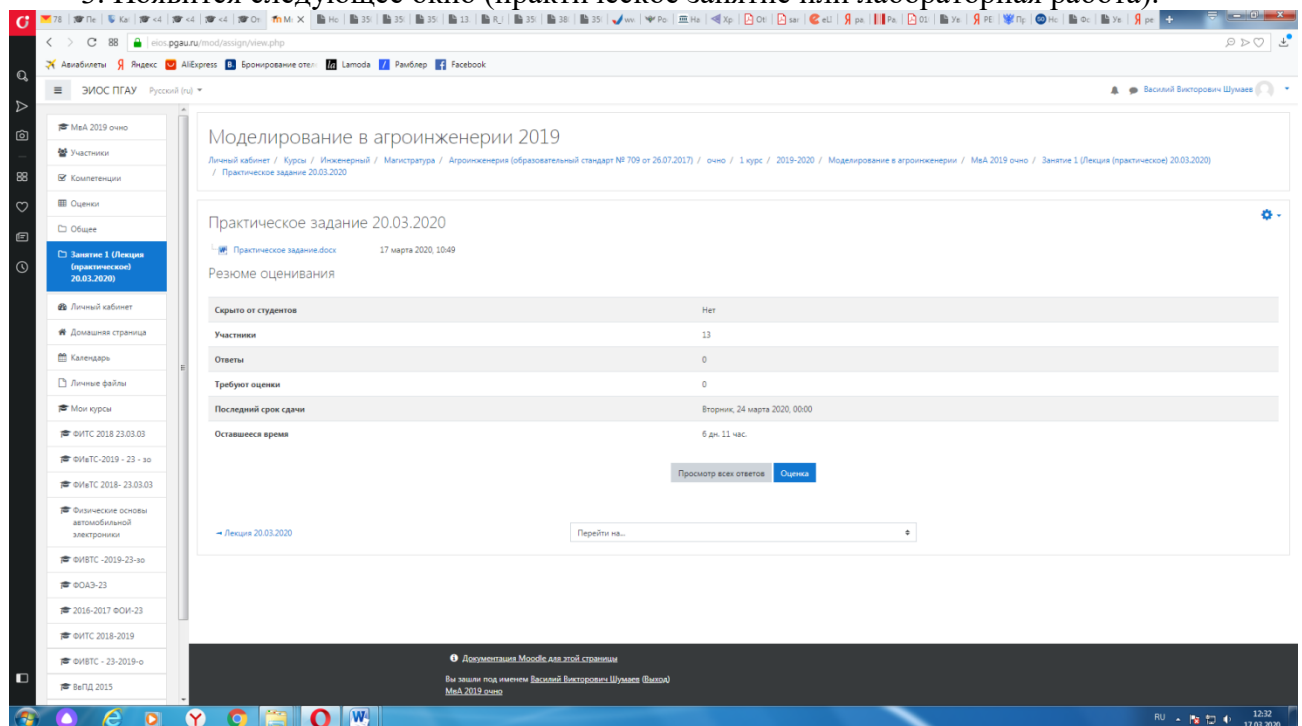 3. Появится следующее окно (практическое занятие или лабораторная работа):
eios.pgau.ru/mod/assign/view.php
Авиабилеты Яндекс AliExpress Lamoda Рамблер Facebook
ЭИОС ПГАУ Русский (ru)
Василий Викторович Шумаев
МвА 2019 очно
Участники
Компетенции
Оценки
Общее
Занятие 1 (Лекция
(практическое)
20.03.2020)
Личный кабинет
Домашняя страница
Календарь
Личные файлы
Мои курсы
ФИТС 2018 23.03.03
ФИвТС-2019 - 23 - зо
ФИвТС 2018- 23.03.03
Физические основы
автомобильной
электроники
ФИВТС -2019-23-зо
ФОАЭ-23
2016-2017 ФОИ-23
ФИТС 2018-2019
ФИВТС - 23-2019-о
ВвПД 2015
Моделирование в агроинженерии 2019
Личный кабинет / Курсы / Инженерный / Магистратура / Агроинженерия (образовательный стандарт № 709 от 26.07.2017) / очно / 1 курс / 2019-2020 / Моделирование в агроинженерии / МвА 2019 очно / Занятие 1 (Лекция (практическое) 20.03.2020)
/ Практическое задание 20.03.2020
Практическое задание 20.03.2020
Практическое задание.docx 17 марта 2020, 10:49
Резюме оценивания
Скрыто от студентов Нет
Участники 13
Ответы 0
Требуют оценки 0
Последний срок сдачи Вторник, 24 марта 2020, 00:00
Оставшееся время 6 дн. 11 час.
Просмотр всех ответов Оценка
→ Лекция 20.03.2020 Перейти на...
Документация Moodle для этой страницы
Вы зашли под именем Василий Викторович Шумаев (Выход)
МвА 2019 очно
RU 12:32
17.03.2020